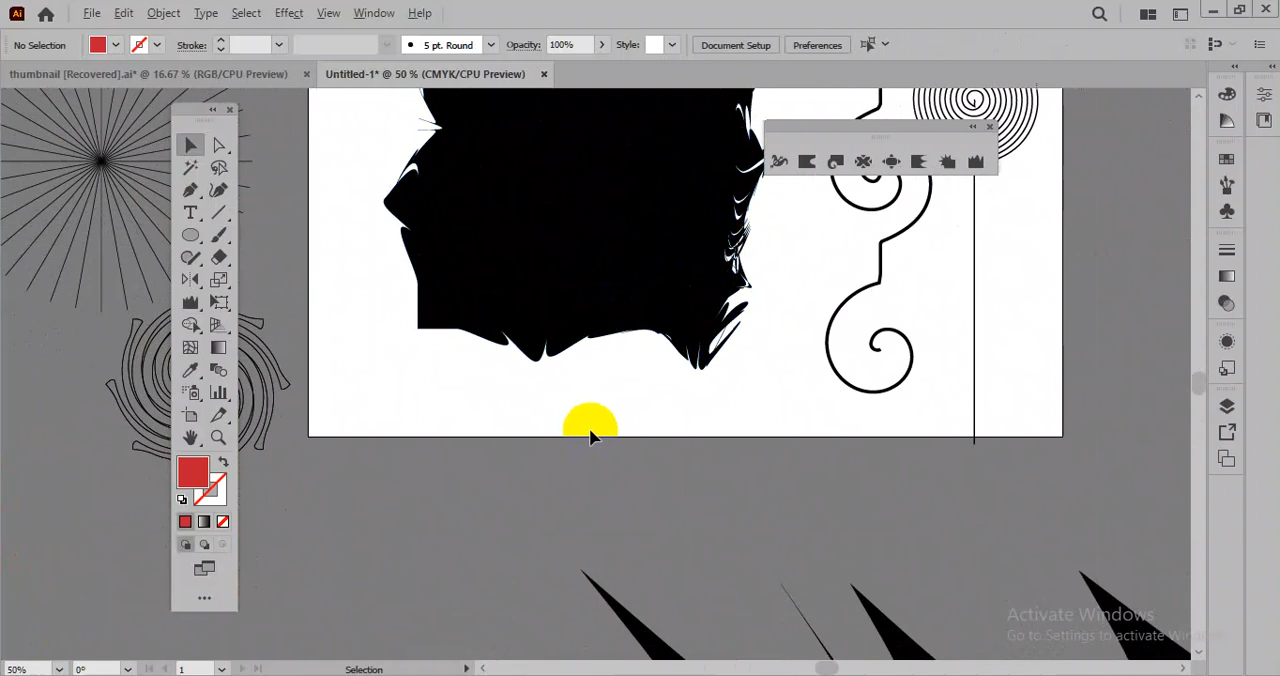 Ai File Edit Object Type Select Effect View Window Help
No Selection Stroke: 5 pt. Round Opacity: 100% Style: Document Setup Preferences
thumbnail [Recovered].ai* @ 16.67 % (RGB/CPU Preview) × Untitled-1* @ 50 % (CMYK/CPU Preview) ×
Activate Windows
Go to Settings to activate Windows
50% 0° 1 Selection